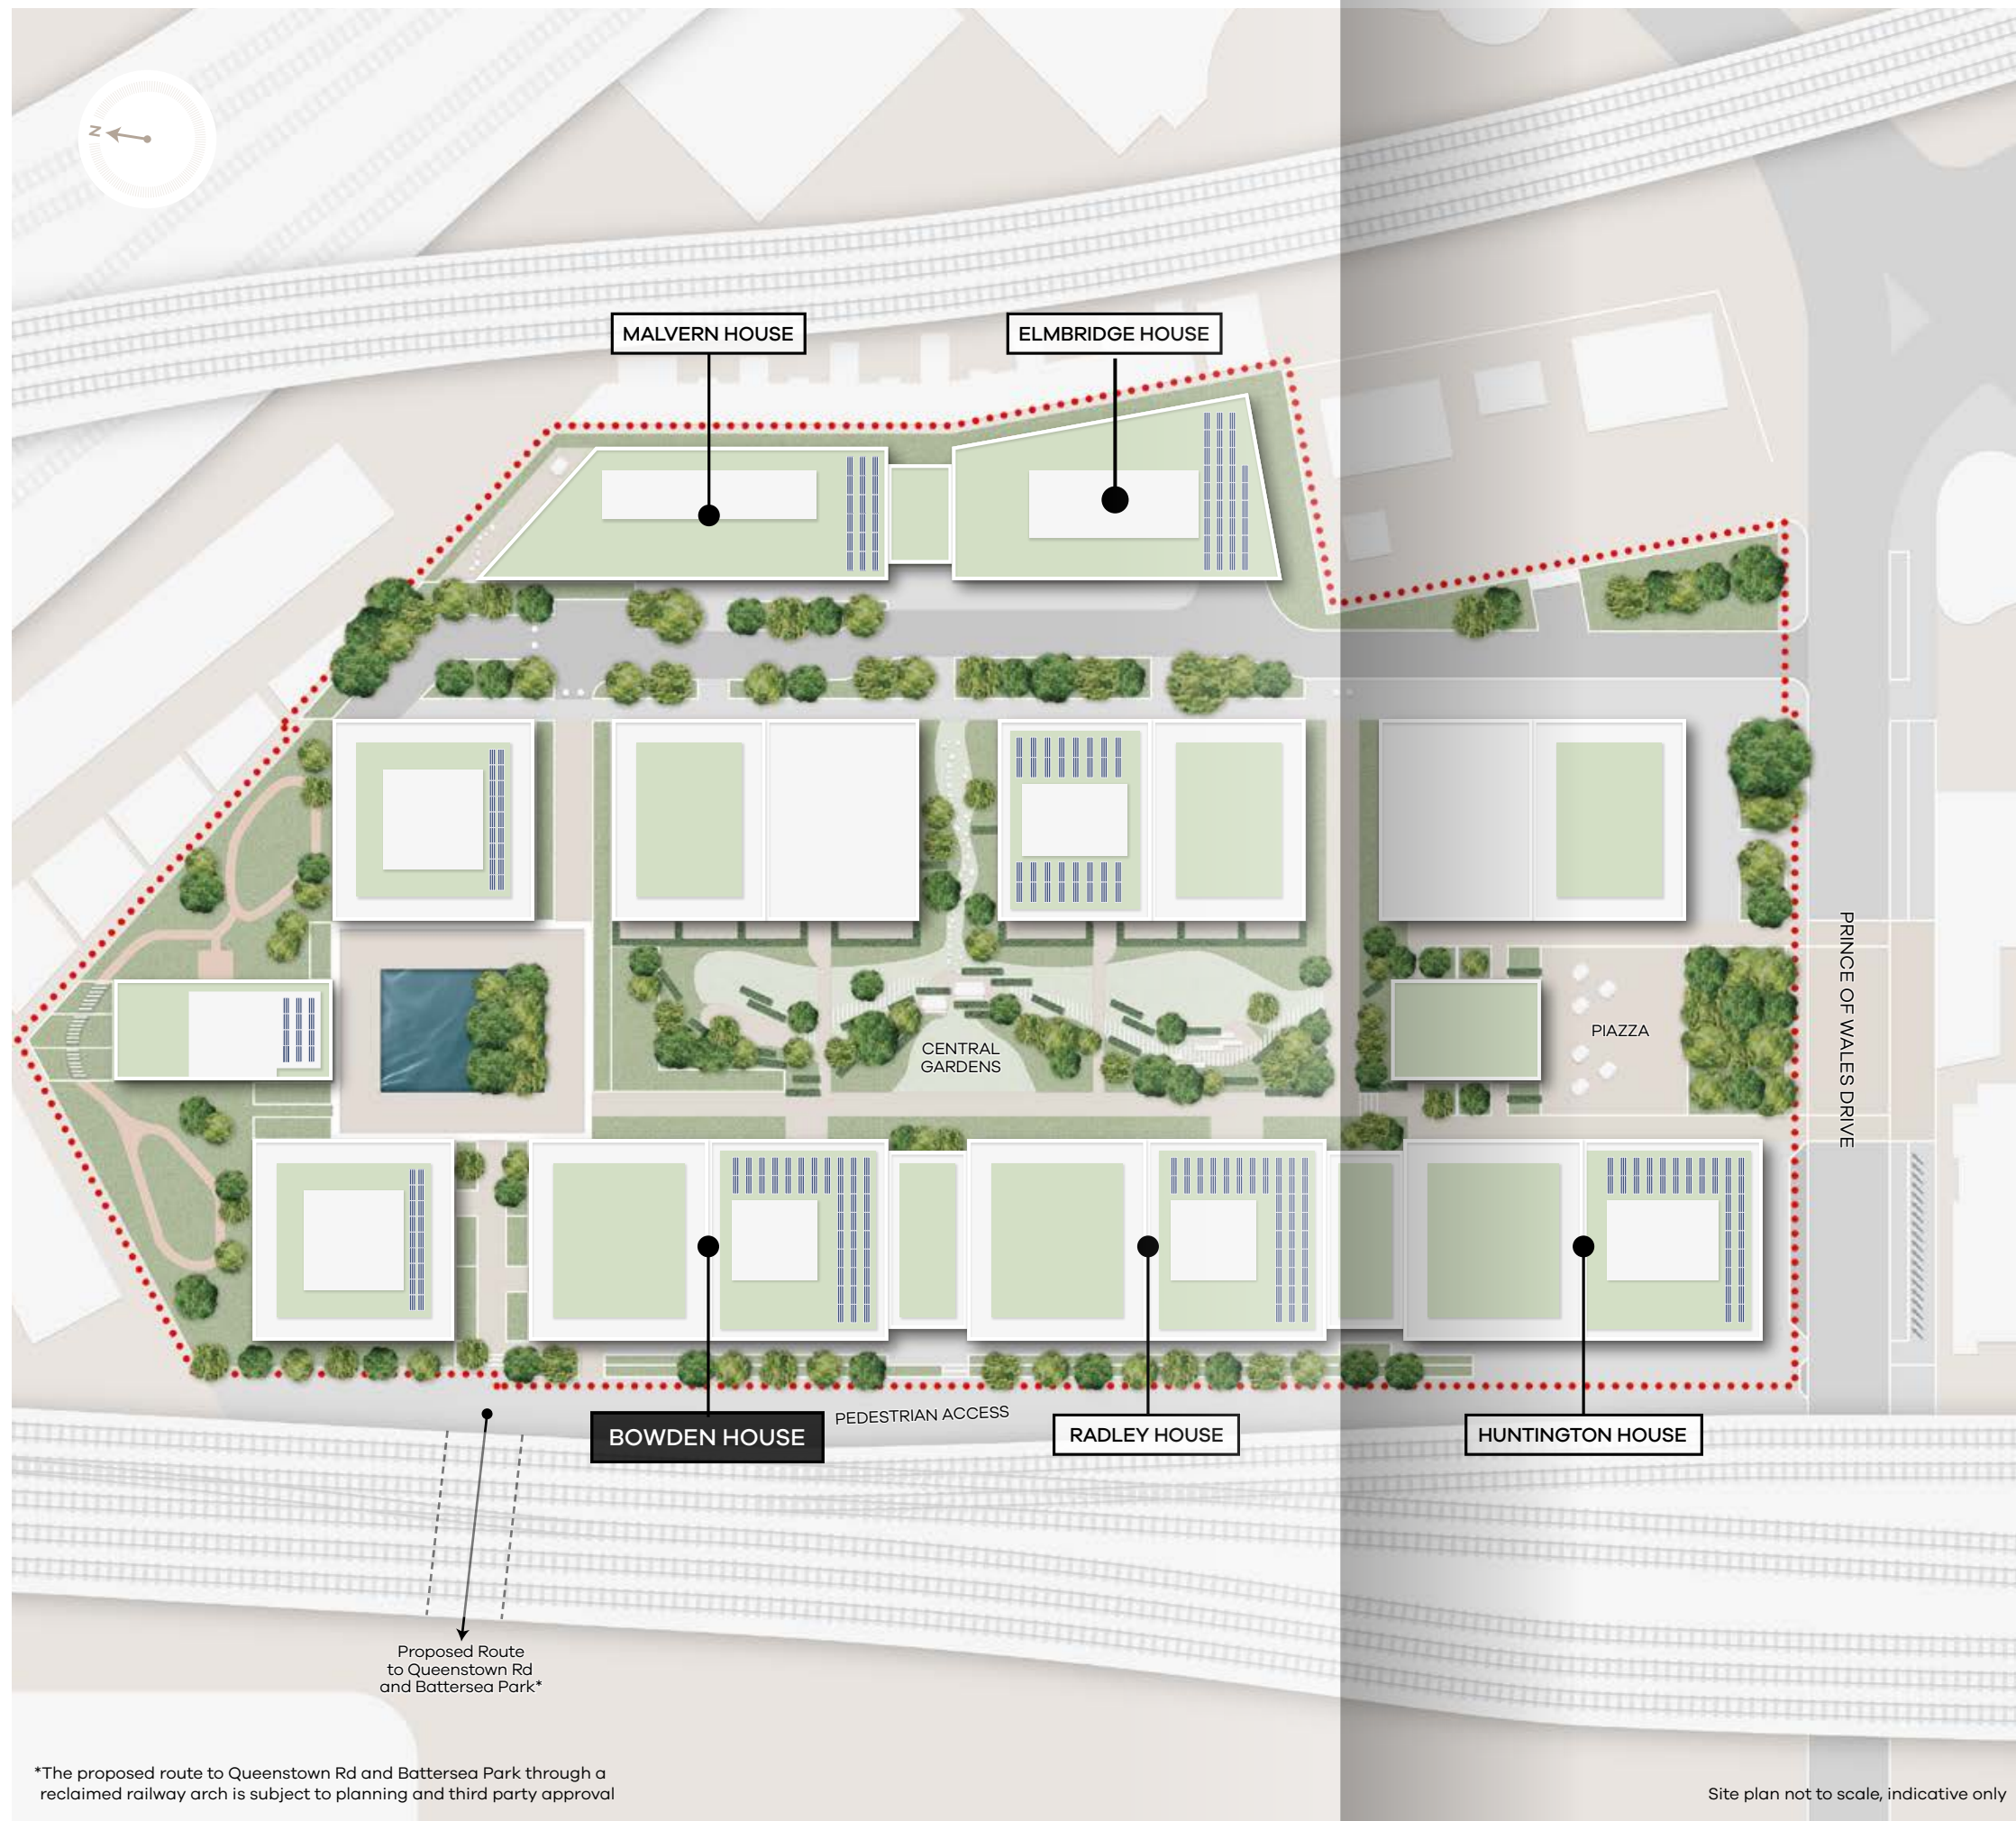 N
MALVERN HOUSE
ELMBRIDGE HOUSE
CENTRAL
GARDENS
PIAZZA
PRINCE OF WALES DRIVE
PEDESTRIAN ACCESS
BOWDEN HOUSE
RADLEY HOUSE
HUNTINGTON HOUSE
Proposed Route
to Queenstown Rd
and Battersea Park*
*The proposed route to Queenstown Rd and Battersea Park through a
reclaimed railway arch is subject to planning and third party approval
Site plan not to scale, indicative only